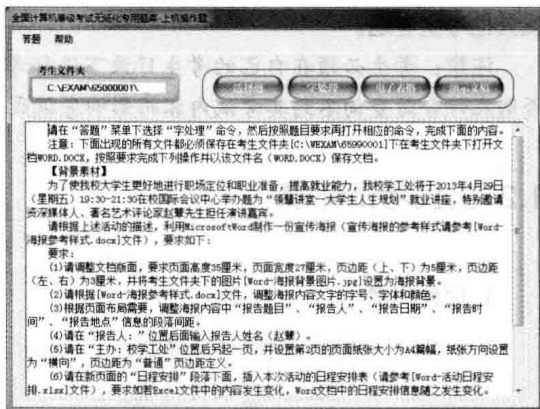 全国计算机等级考试无纸化专用题库-上机操作题
答题 帮助
考生文件夹
C:\EXAM\65000001\
选择题 字处理 电子表格 演示文稿
请在“答题”菜单下选择“字处理”命令，然后按照题目要求再打开相应的命令，完成下面的内容。
注意：下面出现的所有文件都必须保存在考生文件夹[C:\WEXAM\65990001]下在考生文件夹下打开文
档WORD.DOCX，按照要求完成下列操作并以该文件名（WORD.DOCX）保存文档。
【背景素材】
为了使我校大学生更好地进行职场定位和职业准备，提高就业能力，我校学工处将于2013年4月29日
（星期五）19:30-21:30在校国际会议中心举办题为“领慧讲堂—大学生人生规划”就业讲座，特别邀请
资深媒体人、著名艺术评论家赵蕈先生担任演讲嘉宾。
请根据上述活动的描述，利用MicrosoftWord制作一份宣传海报（宣传海报的参考样式请参考[Word-
海报参考样式.docx]文件），要求如下：
要求：
(1)请调整文档版面，要求页面高度35厘米，页面宽度27厘米，页边距（上、下）为5厘米，页边距
（左、右）为3厘米，并将考生文件夹下的图片[Word-海报背景图片.jpg]设置为海报背景。
(2)请根据[Word-海报参考样式.docx]文件，调整海报内容文字的字号、字体和颜色。
(3)根据页面布局需要，调整海报内容中“报告题目”、“报告人”、“报告日期”、“报告时
间”、“报告地点”信息的段落间距。
(4)请在“报告人：”位置后面输入报告人姓名（赵蕈）。
(5)请在“主办：校学工处”位置后另起一页，并设置第2页的页面纸张大小为A4篇幅，纸张方向设置
为“横向”，页边距为“普通”页边距定义。
(6)请在新页面的“日程安排”段落下面，插入本次活动的日程安排表（请参考[Word-活动日程安
排.xlsx]文件），要求如若Excel文件中的内容发生变化，Word文档中的日程安排信息随之发生变化。